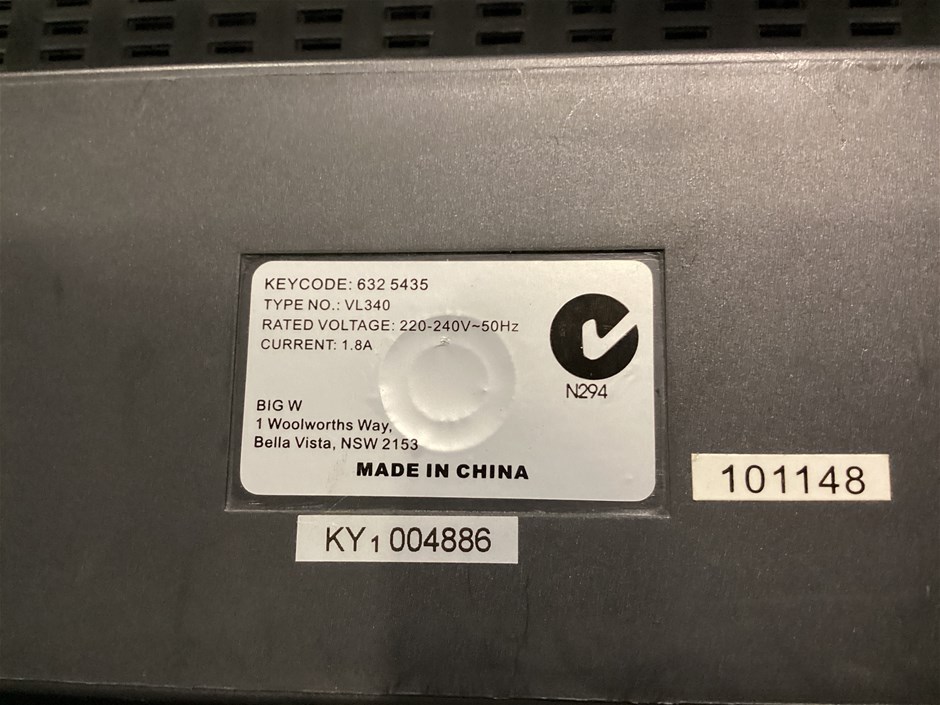 KEYCODE: 632 5435
TYPE NO.: VL340
RATED VOLTAGE: 220-240V~50Hz
CURRENT: 1.8A
N294
BIG W
1 Woolworths Way,
Bella Vista, NSW 2153
MADE IN CHINA
101148
KY1 004886